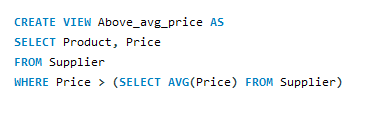 CREATE VIEW Above_avg_price AS
SELECT Product, Price
FROM Supplier
WHERE Price > (SELECT AVG(Price) FROM Supplier)